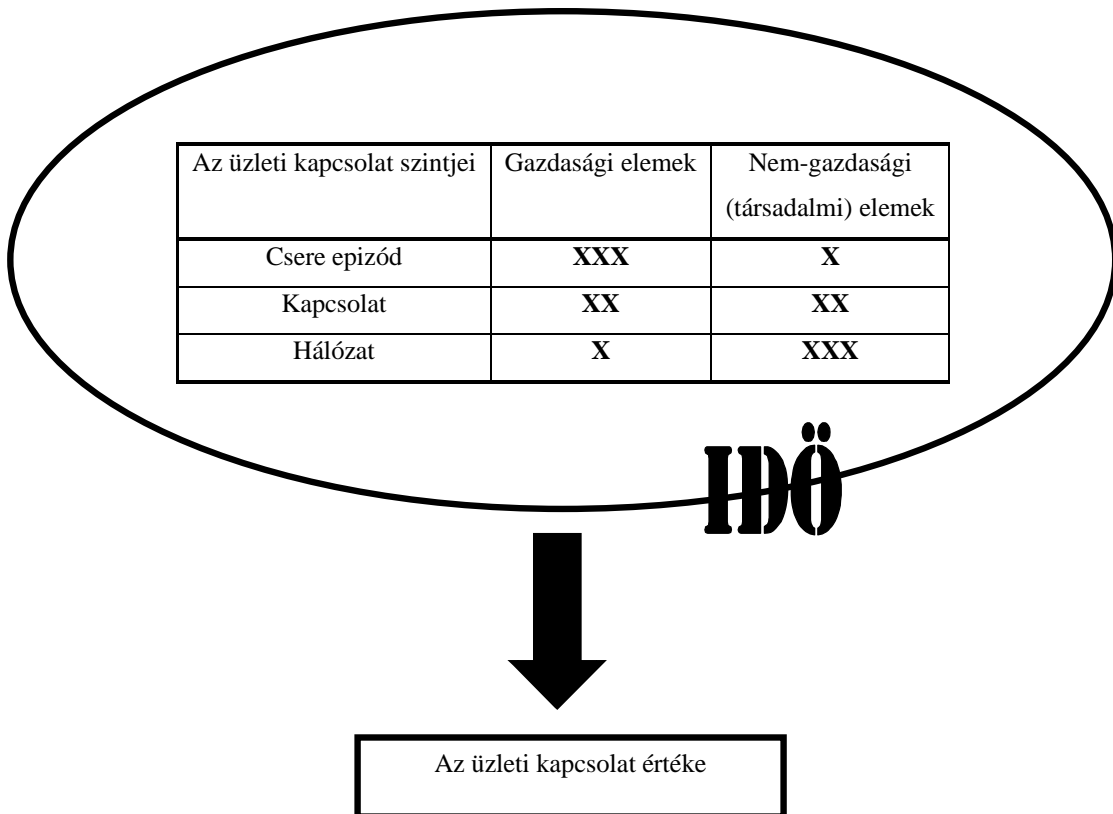 Az üzleti kapcsolat szintjei Gazdasági elemek Nem-gazdasági
(társadalmi) elemek
Csere epizód XXX X
Kapcsolat XX XX
Hálózat X XXX
IDÖ
Az üzleti kapcsolat értéke